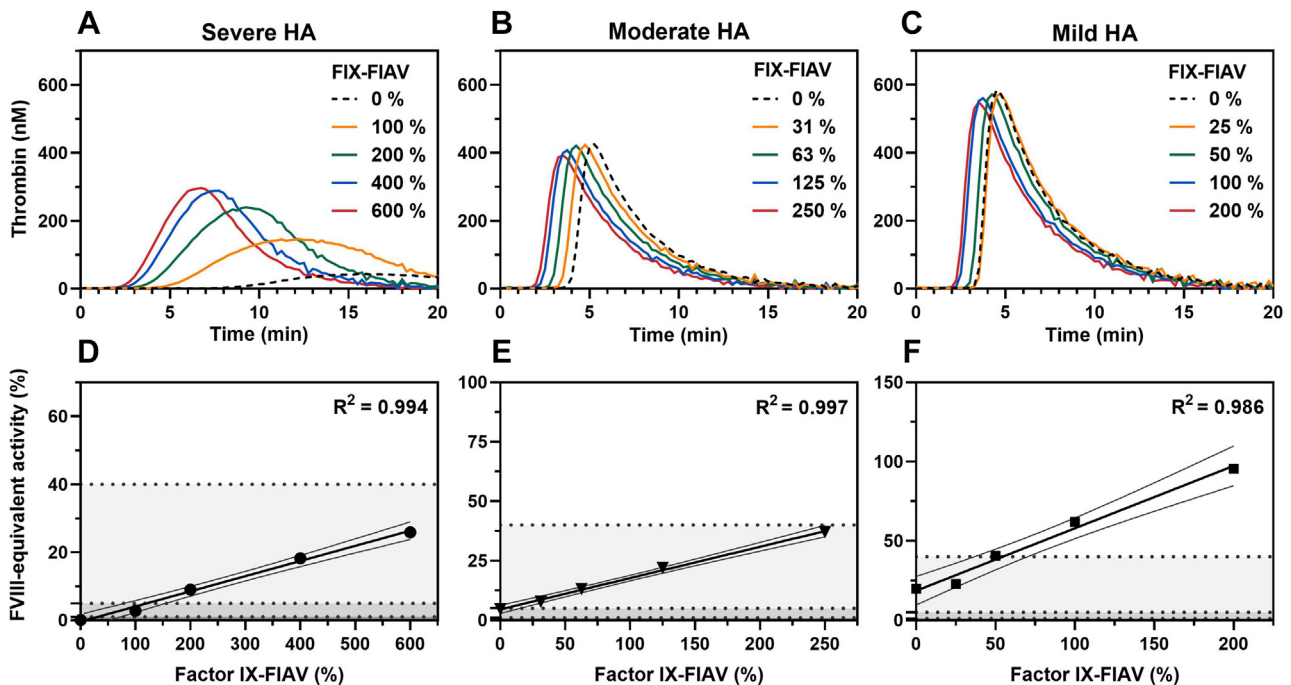 A
Severe HA
Thrombin (nM)
600
400
200
0
FIX-FIAV
0 %
100 %
200 %
400 %
600 %
0 5 10 15 20
Time (min)
B
Moderate HA
600
400
200
0
FIX-FIAV
0 %
31 %
63 %
125 %
250 %
0 5 10 15 20
Time (min)
C
Mild HA
600
400
200
0
FIX-FIAV
0 %
25 %
50 %
100 %
200 %
0 5 10 15 20
Time (min)
D
FVIII-equivalent activity (%)
60
40
20
0
R² = 0.994
0 100 200 300 400 500 600
Factor IX-FIAV (%)
E
100
75
50
25
0
R² = 0.997
0 50 100 150 200 250
Factor IX-FIAV (%)
F
150
100
50
0
R² = 0.986
0 25 50 75 100 125 150 175 200
Factor IX-FIAV (%)